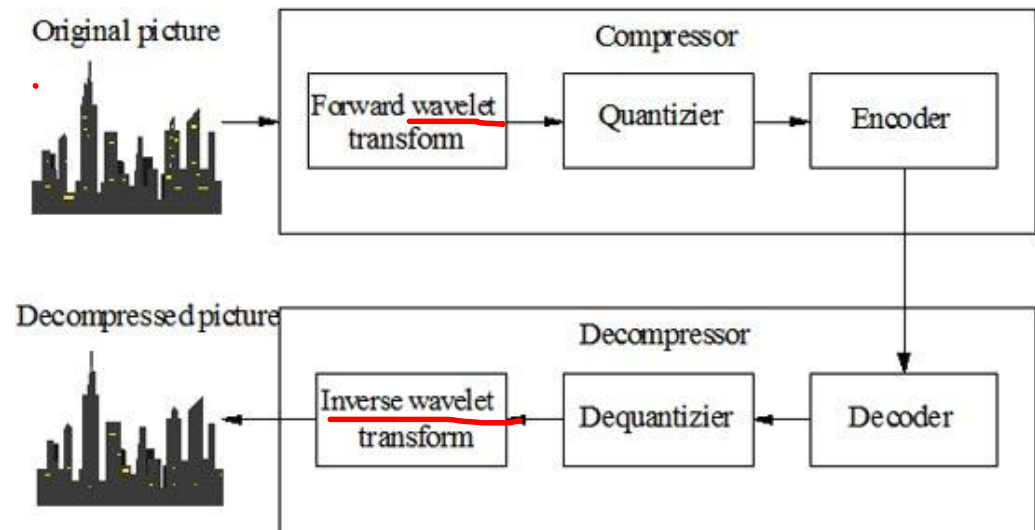 Original picture
Compressor
Forward wavelet
transform
Quantizier
Encoder
Decompressed picture
Decompressor
Inverse wavelet
transform
Dequantizier
Decoder